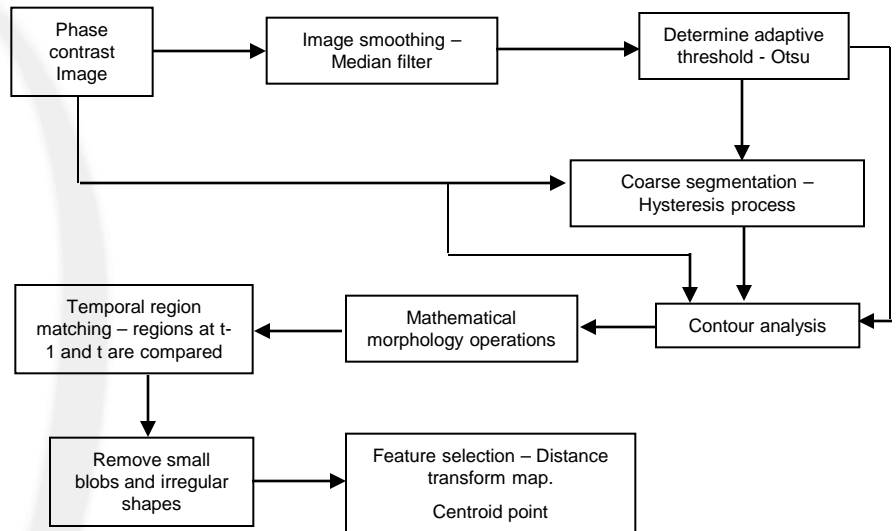 Phase
contrast
Image
Image smoothing –
Median filter
Determine adaptive
threshold - Otsu
Coarse segmentation –
Hysteresis process
Temporal region
matching – regions at t-
1 and t are compared
Mathematical
morphology operations
Contour analysis
Remove small
blobs and irregular
shapes
Feature selection – Distance
transform map.
Centroid point